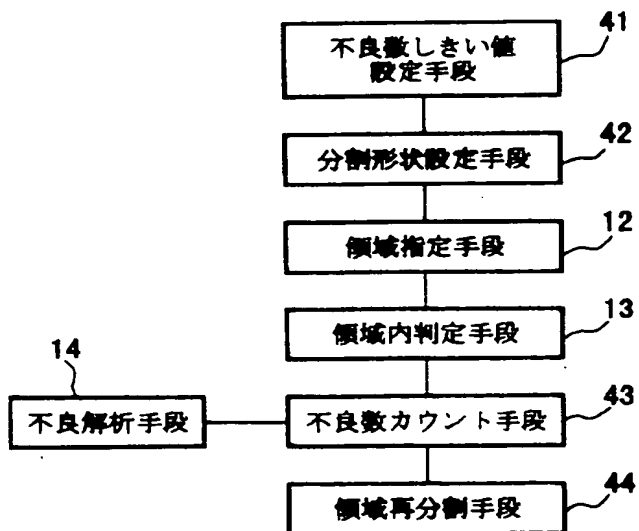 41
不良数しきい値
設定手段
42
分割形状設定手段
12
領域指定手段
13
領域内判定手段
14
43
不良解析手段
不良数カウント手段
44
領域再分割手段